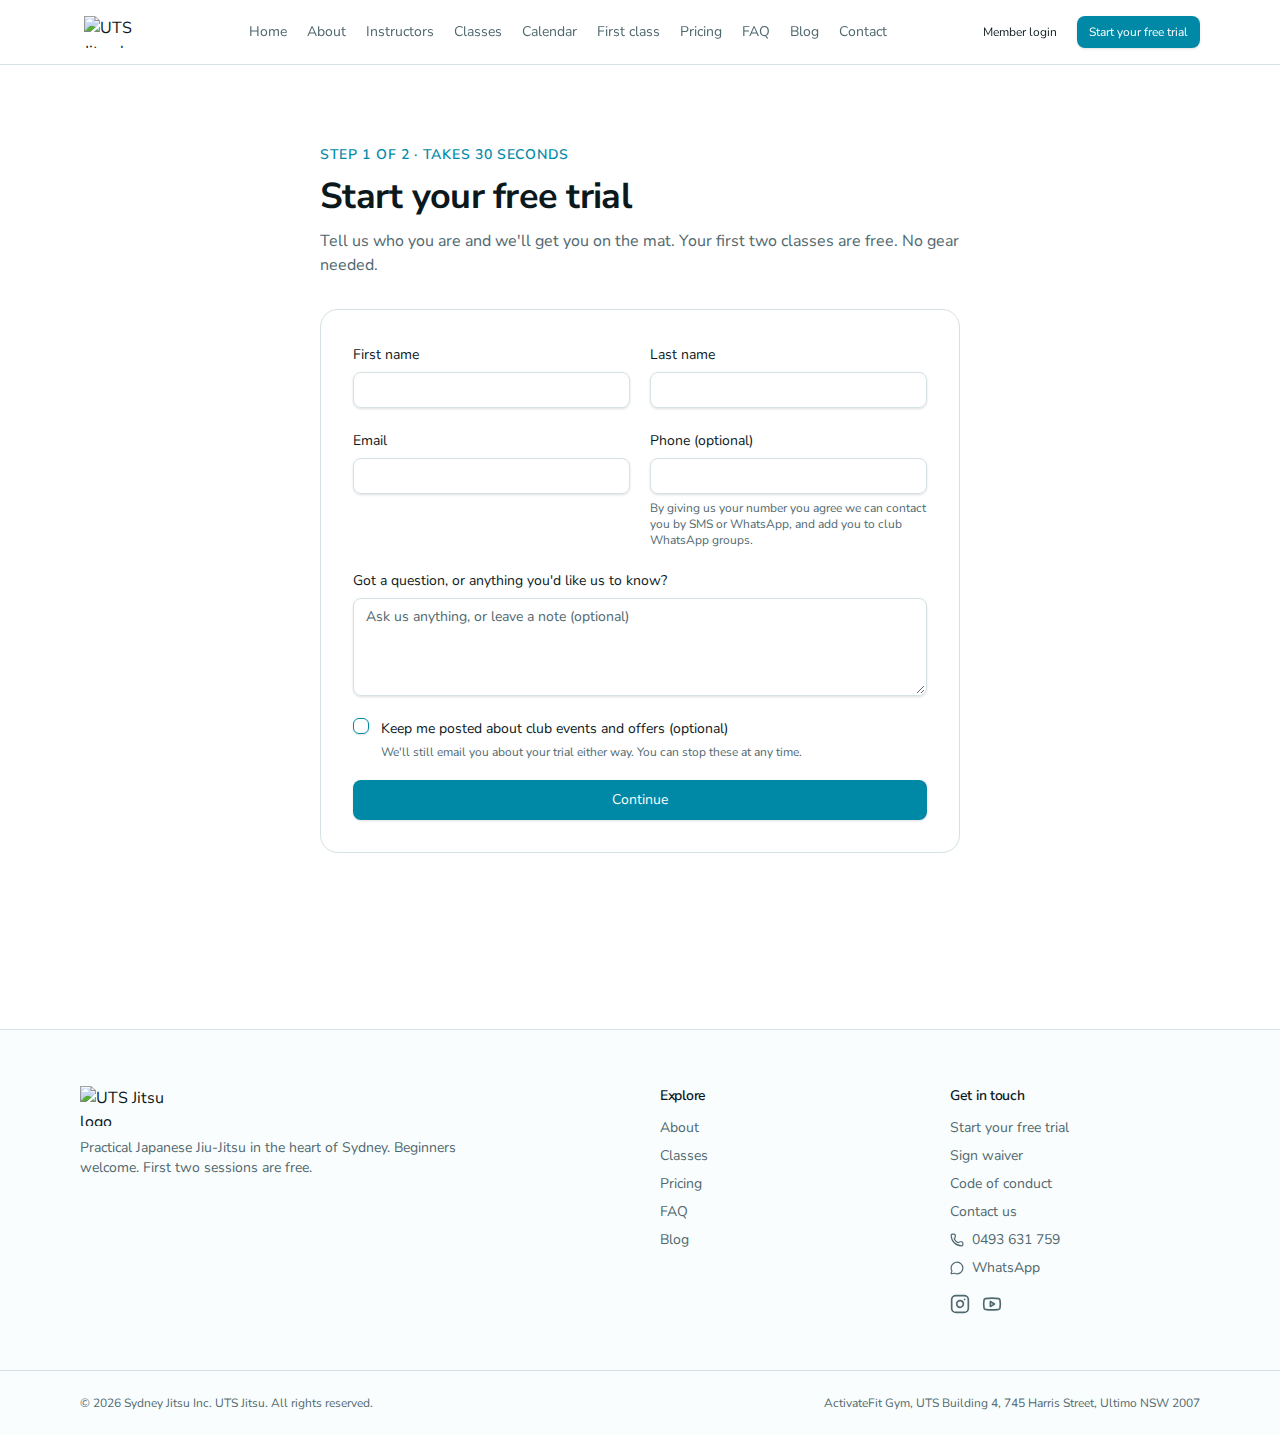 UTS
Home About Instructors Classes Calendar First class Pricing FAQ Blog Contact
Member login
Start your free trial
STEP 1 OF 2 · TAKES 30 SECONDS
Start your free trial
Tell us who you are and we'll get you on the mat. Your first two classes are free. No gear
needed.
First name
Last name
Email
Phone (optional)
By giving us your number you agree we can contact
you by SMS or WhatsApp, and add you to club
WhatsApp groups.
Got a question, or anything you'd like us to know?
Ask us anything, or leave a note (optional)
Keep me posted about club events and offers (optional)
We'll still email you about your trial either way. You can stop these at any time.
Continue
UTS Jitsu
logo
Practical Japanese Jiu-Jitsu in the heart of Sydney. Beginners
welcome. First two sessions are free.
Explore
About
Classes
Pricing
FAQ
Blog
Get in touch
Start your free trial
Sign waiver
Code of conduct
Contact us
0493 631 759
WhatsApp
© 2026 Sydney Jitsu Inc. UTS Jitsu. All rights reserved.
ActivateFit Gym, UTS Building 4, 745 Harris Street, Ultimo NSW 2007